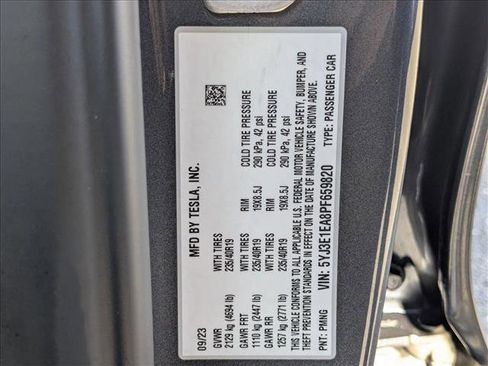 MFD BY TESLA, INC.
09/23
GVWR WITH TIRES RIM COLD TIRE PRESSURE
2129 kg (4694 lb) 235/40R19 19X8.5J 290 kPa, 42 psi
GAWR FRT WITH TIRES RIM COLD TIRE PRESSURE
1110 kg (2447 lb) 235/40R19 19X8.5J 290 kPa, 42 psi
GAWR RR WITH TIRES RIM COLD TIRE PRESSURE
1257 kg (2771 lb) 235/40R19 19X8.5J 290 kPa, 42 psi
THIS VEHICLE CONFORMS TO ALL APPLICABLE U.S. FEDERAL MOTOR VEHICLE SAFETY, BUMPER, AND
THEFT PREVENTION STANDARDS IN EFFECT ON THE DATE OF MANUFACTURE SHOWN ABOVE.
PNT: PMNG VIN: 5YJ3E1EA8PF659820 TYPE: PASSENGER CAR